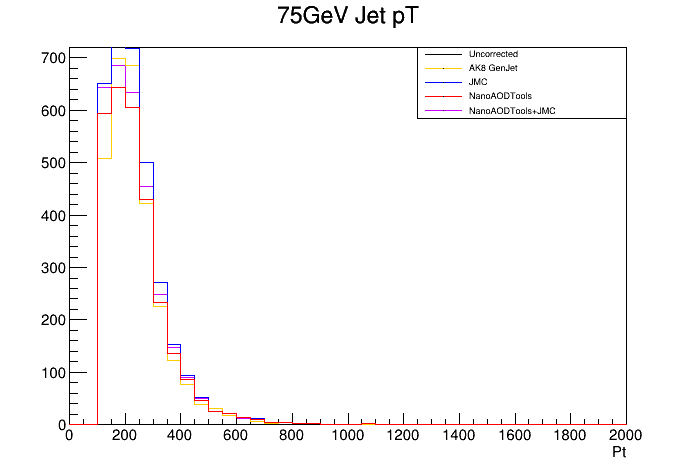 75GeV Jet pT
Uncorrected
AK8 GenJet
JMC
NanoAODTools
NanoAODTools+JMC
700
600
500
400
300
200
100
0
0 200 400 600 800 1000 1200 1400 1600 1800 2000
Pt